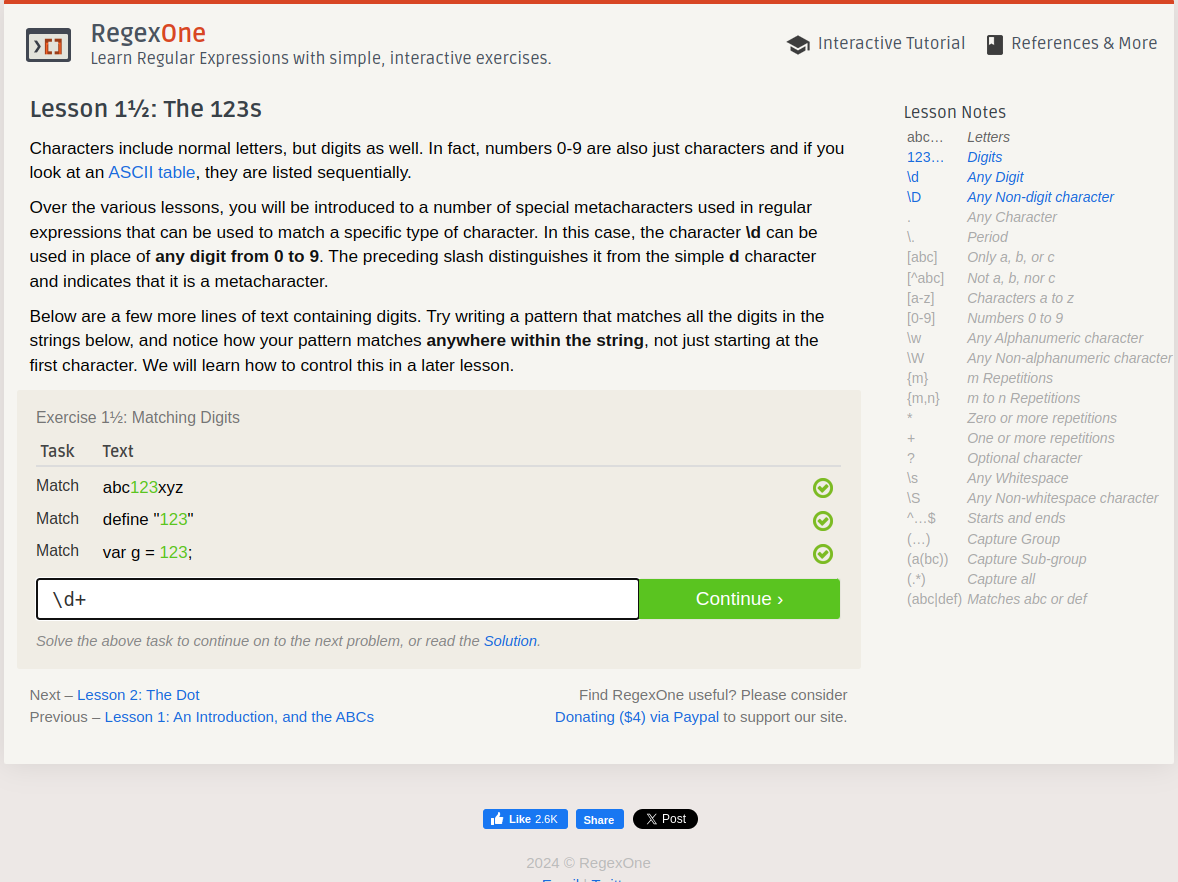 RegexOne
Learn Regular Expressions with simple, interactive exercises.
Interactive Tutorial
References & More
Lesson 1½: The 123s
Characters include normal letters, but digits as well. In fact, numbers 0-9 are also just characters and if you
look at an ASCII table, they are listed sequentially.
Over the various lessons, you will be introduced to a number of special metacharacters used in regular
expressions that can be used to match a specific type of character. In this case, the character \d can be
used in place of any digit from 0 to 9. The preceding slash distinguishes it from the simple d character
and indicates that it is a metacharacter.
Below are a few more lines of text containing digits. Try writing a pattern that matches all the digits in the
strings below, and notice how your pattern matches anywhere within the string, not just starting at the
first character. We will learn how to control this in a later lesson.
Exercise 1½: Matching Digits
Task Text
Match abc123xyz
Match define "123"
Match var g = 123;
\d+
Continue ›
Solve the above task to continue on to the next problem, or read the Solution.
Next – Lesson 2: The Dot
Previous – Lesson 1: An Introduction, and the ABCs
Find RegexOne useful? Please consider
Donating ($4) via Paypal to support our site.
Lesson Notes
abc… Letters
123… Digits
\d Any Digit
\D Any Non-digit character
. Any Character
\. Period
[abc] Only a, b, or c
[^abc] Not a, b, nor c
[a-z] Characters a to z
[0-9] Numbers 0 to 9
\w Any Alphanumeric character
\W Any Non-alphanumeric character
{m} m Repetitions
{m,n} m to n Repetitions
* Zero or more repetitions
+ One or more repetitions
? Optional character
\s Any Whitespace
\S Any Non-whitespace character
^…$ Starts and ends
(…) Capture Group
(a(bc)) Capture Sub-group
(.*) Capture all
(abc|def) Matches abc or def
Like 2.6K
Share
Post
2024 © RegexOne